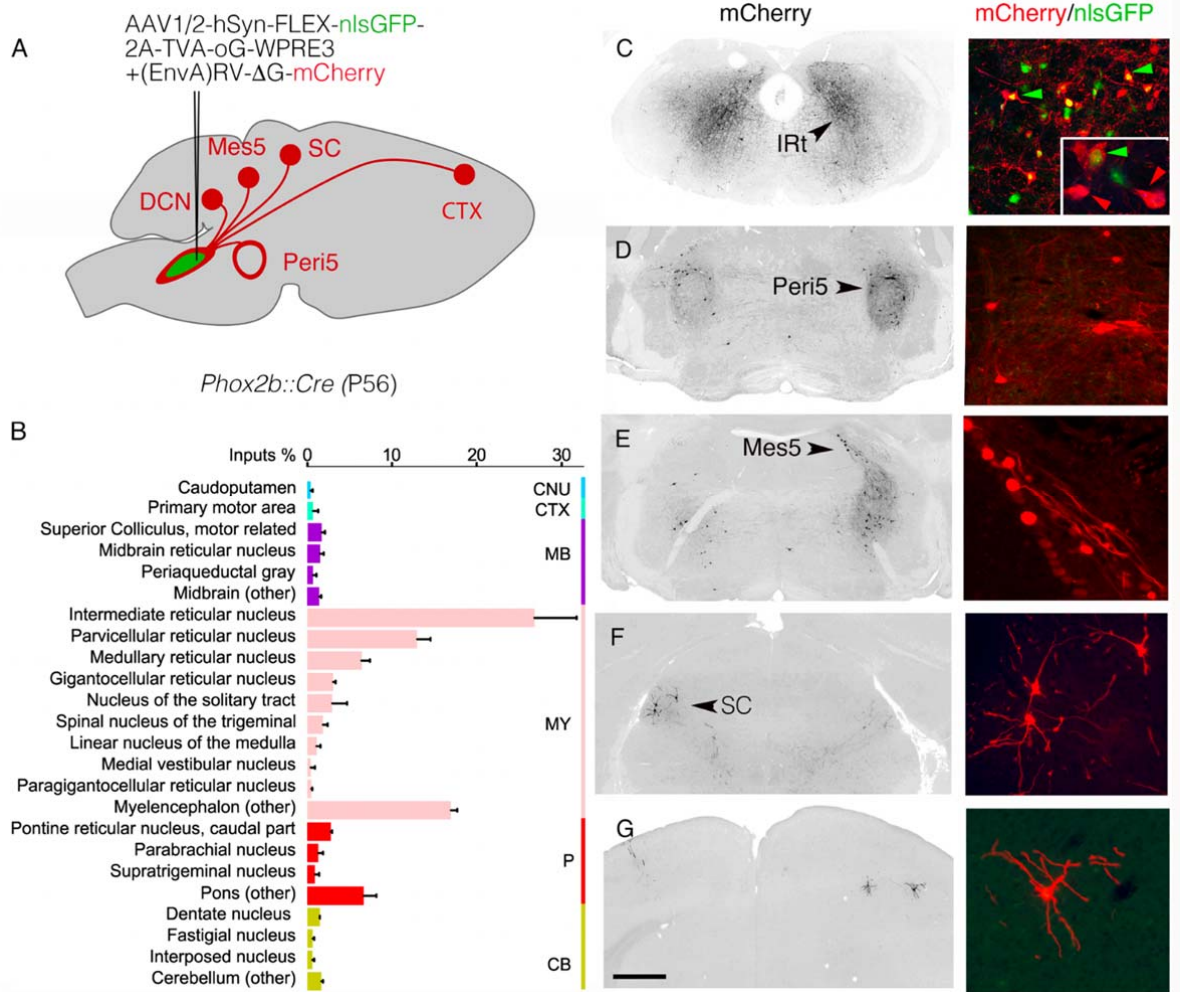 A
AAV1/2-hSyn-FLEX-nlsGFP-
2A-TVA-oG-WPRE3
+(EnvA)RV-ΔG-mCherry
Mes5
SC
DCN
CTX
Peri5
Phox2b::Cre (P56)
B
Inputs %
0
10
20
30
Caudoputamen
CNU
Primary motor area
CTX
Superior Colliculus, motor related
Midbrain reticular nucleus
MB
Periaqueductal gray
Midbrain (other)
Intermediate reticular nucleus
Parvicellular reticular nucleus
Medullary reticular nucleus
Gigantocellular reticular nucleus
Nucleus of the solitary tract
Spinal nucleus of the trigeminal
MY
Linear nucleus of the medulla
Medial vestibular nucleus
Paragigantocellular reticular nucleus
Myelencephalon (other)
Pontine reticular nucleus, caudal part
Parabrachial nucleus
P
Supratrigeminal nucleus
Pons (other)
Dentate nucleus
Fastigial nucleus
Interposed nucleus
CB
Cerebellum (other)
mCherry
mCherry/nlsGFP
C
IRt
D
Peri5
E
Mes5
F
SC
G